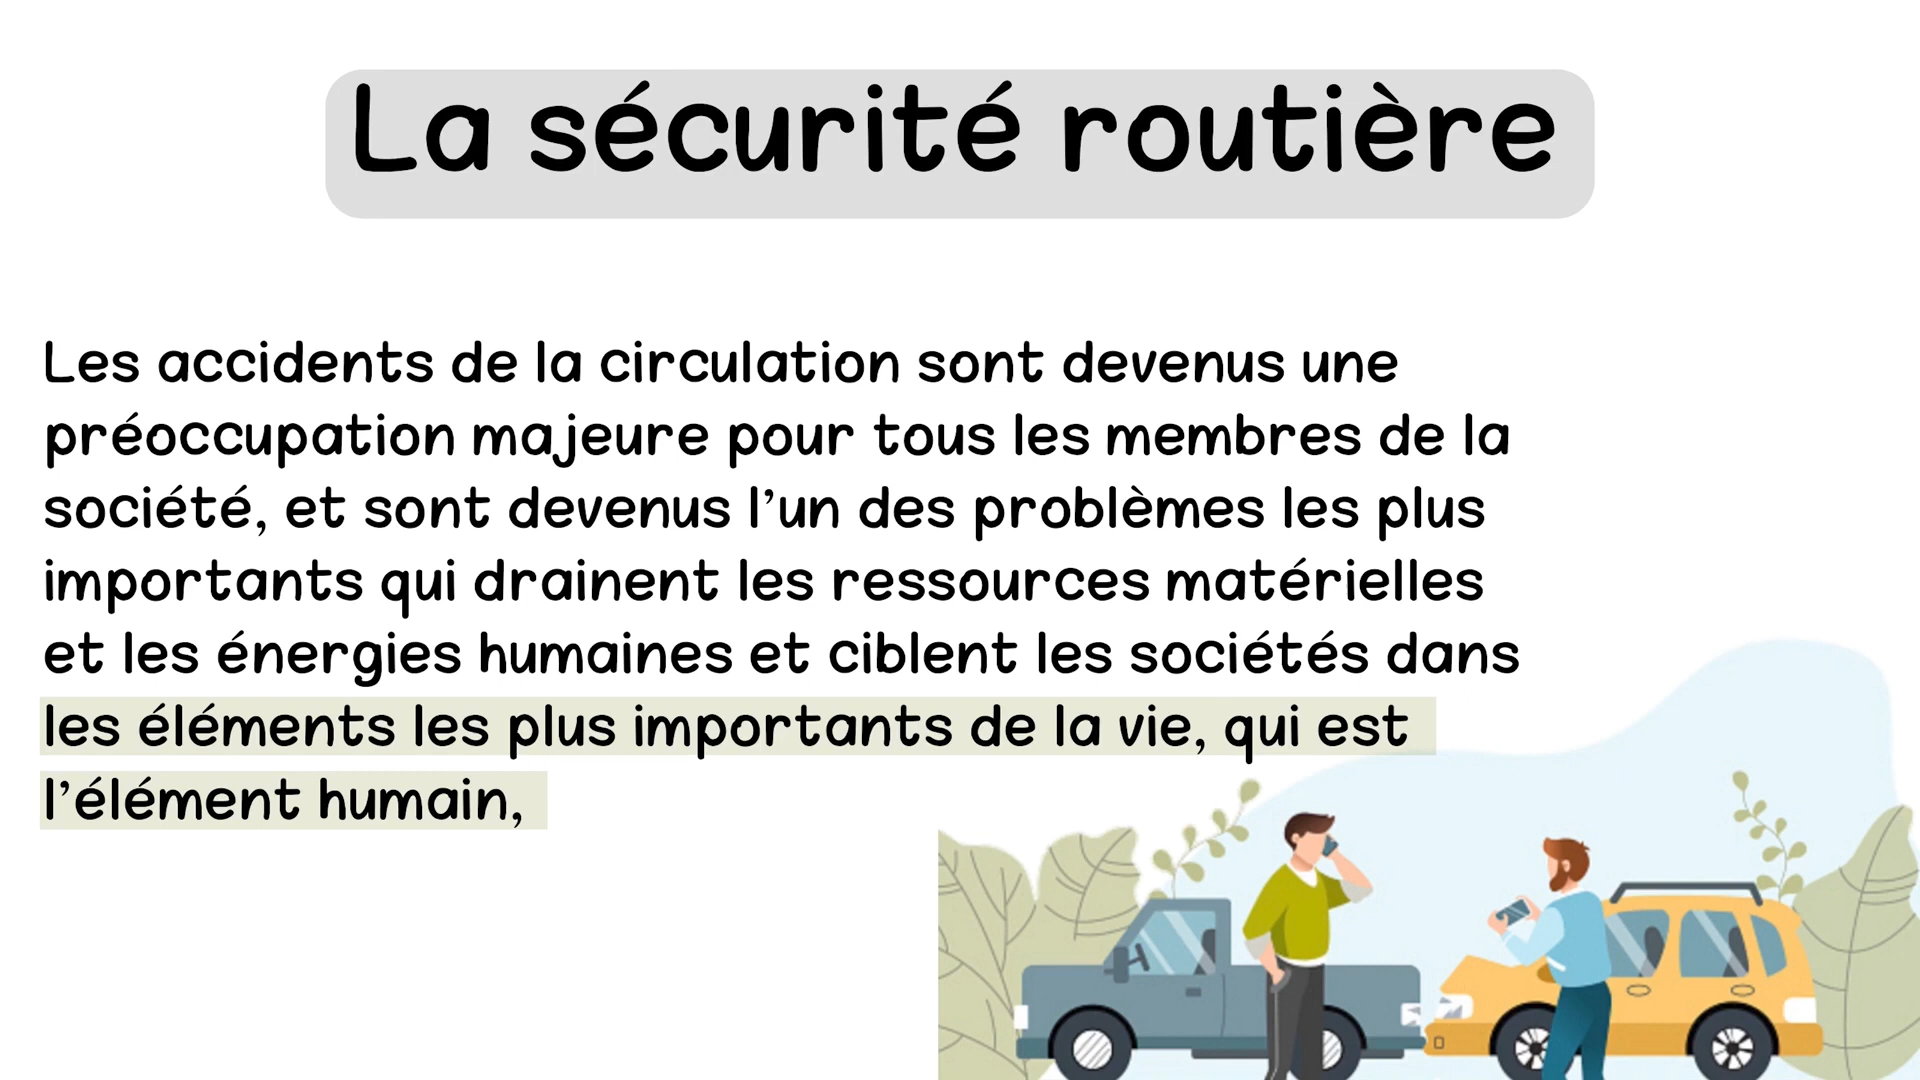 La sécurité routière
Les accidents de la circulation sont devenus une
préoccupation majeure pour tous les membres de la
société, et sont devenus l’un des problèmes les plus
importants qui drainent les ressources matérielles
et les énergies humaines et ciblent les sociétés dans
les éléments les plus importants de la vie, qui est
l’élément humain,